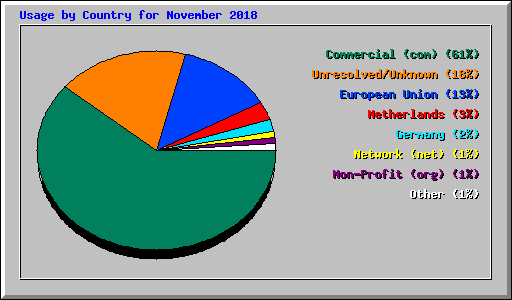 Usage by Country for November 2018
Commercial (com) (61%)
Unresolved/Unknown (18%)
European Union (13%)
Netherlands (3%)
Germany (2%)
Network (net) (1%)
Non-Profit (org) (1%)
Other (1%)